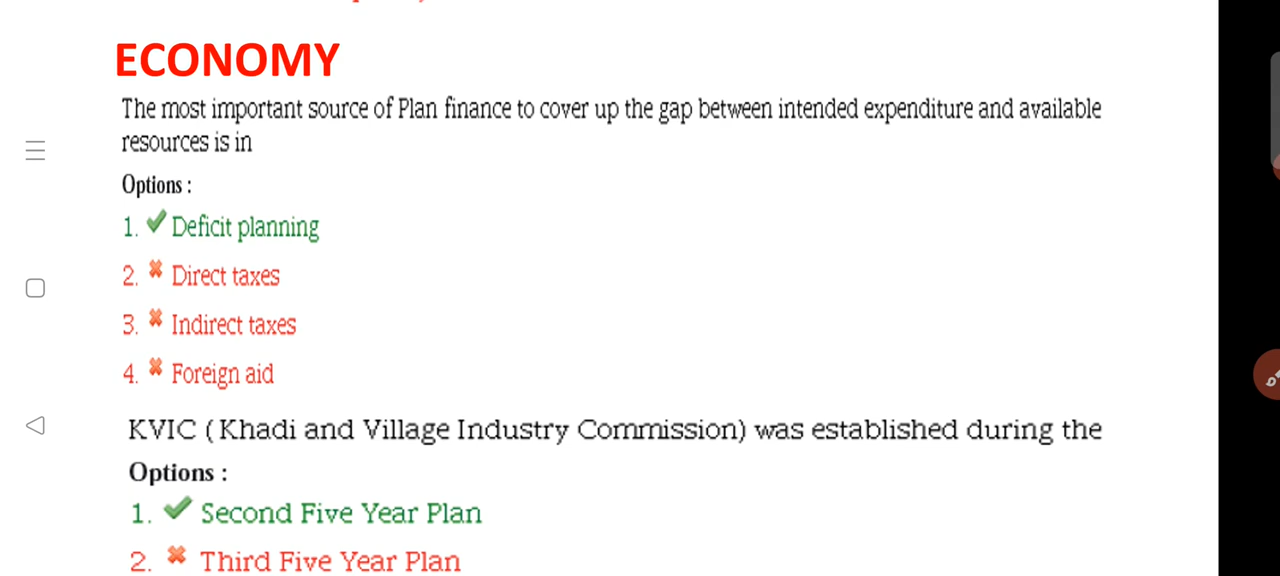 ECONOMY
The most important source of Plan finance to cover up the gap between intended expenditure and available
resources is in
Options :
1. ✔ Deficit planning
2. ✖ Direct taxes
3. ✖ Indirect taxes
4. ✖ Foreign aid
KVIC ( Khadi and Village Industry Commission) was established during the
Options :
1. ✔ Second Five Year Plan
2. ✖ Third Five Year Plan